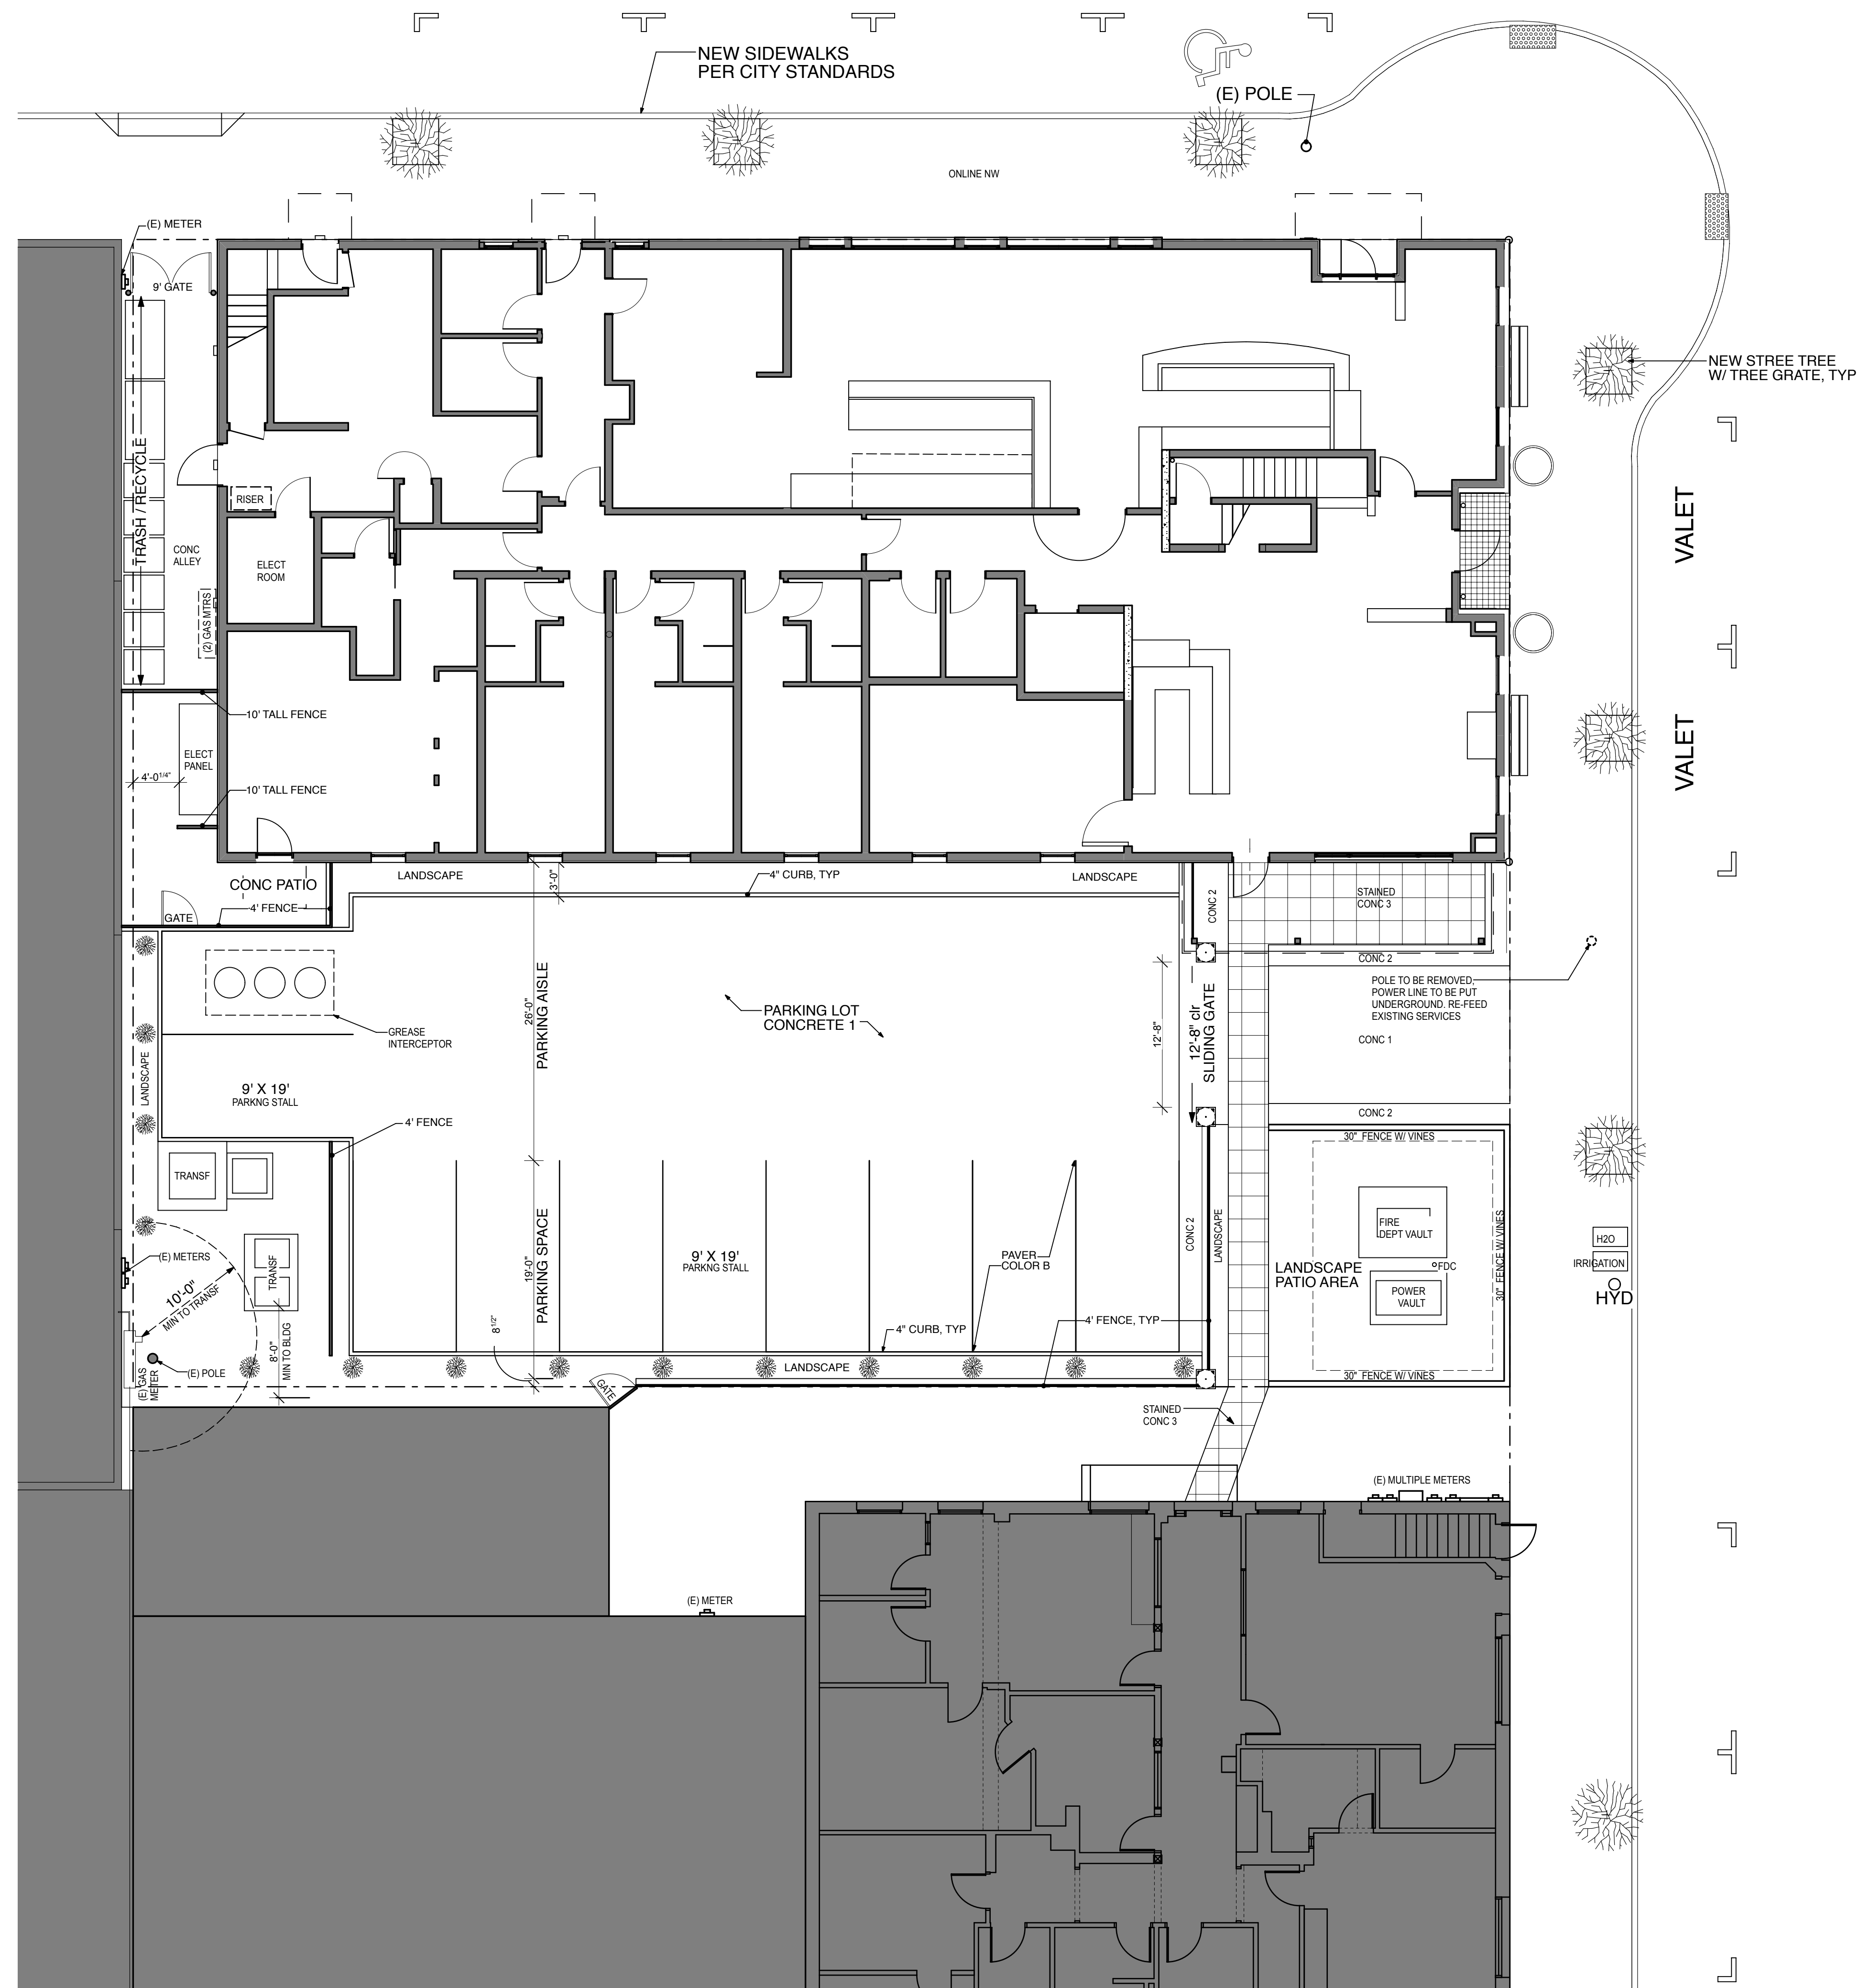 NEW SIDEWALKS
PER CITY STANDARDS
(E) POLE
ONLINE NW
(E) METER
9' GATE
NEW STREE TREE
W/ TREE GRATE, TYP
TRASH / RECYCLE
CONC
ALLEY
RISER
ELECT
ROOM
(2) GAS MTRS
VALET
VALET
10' TALL FENCE
ELECT
PANEL
4'-0 1/4"
10' TALL FENCE
CONC PATIO
4' FENCE
GATE
LANDSCAPE
3'-0"
4" CURB, TYP
LANDSCAPE
CONC 2
STAINED
CONC 3
CONC 2
POLE TO BE REMOVED,
POWER LINE TO BE PUT
UNDERGROUND. RE-FEED
EXISTING SERVICES
CONC 1
CONC 2
26'-0"
PARKING AISLE
PARKING LOT
CONCRETE 1
12'-8"
12'-8" clr
SLIDING GATE
GREASE
INTERCEPTOR
LANDSCAPE
9' X 19'
PARKNG STALL
4' FENCE
TRANSF
TRANSF
(E) METERS
10'-0"
MIN TO TRANSF
8'-0"
MIN TO BLDG
(E) POLE
(E) GAS
METER
19'-0"
PARKING SPACE
8 1/2"
9' X 19'
PARKNG STALL
PAVER
COLOR B
CONC 2
LANDSCAPE
4" CURB, TYP
4' FENCE, TYP
LANDSCAPE
GATE
30" FENCE W/ VINES
FIRE
DEPT VAULT
FDC
LANDSCAPE
PATIO AREA
POWER
VAULT
30" FENCE W/ VINES
30" FENCE W/ VINES
H2O
IRRIGATION
HYD
STAINED
CONC 3
(E) MULTIPLE METERS
(E) METER